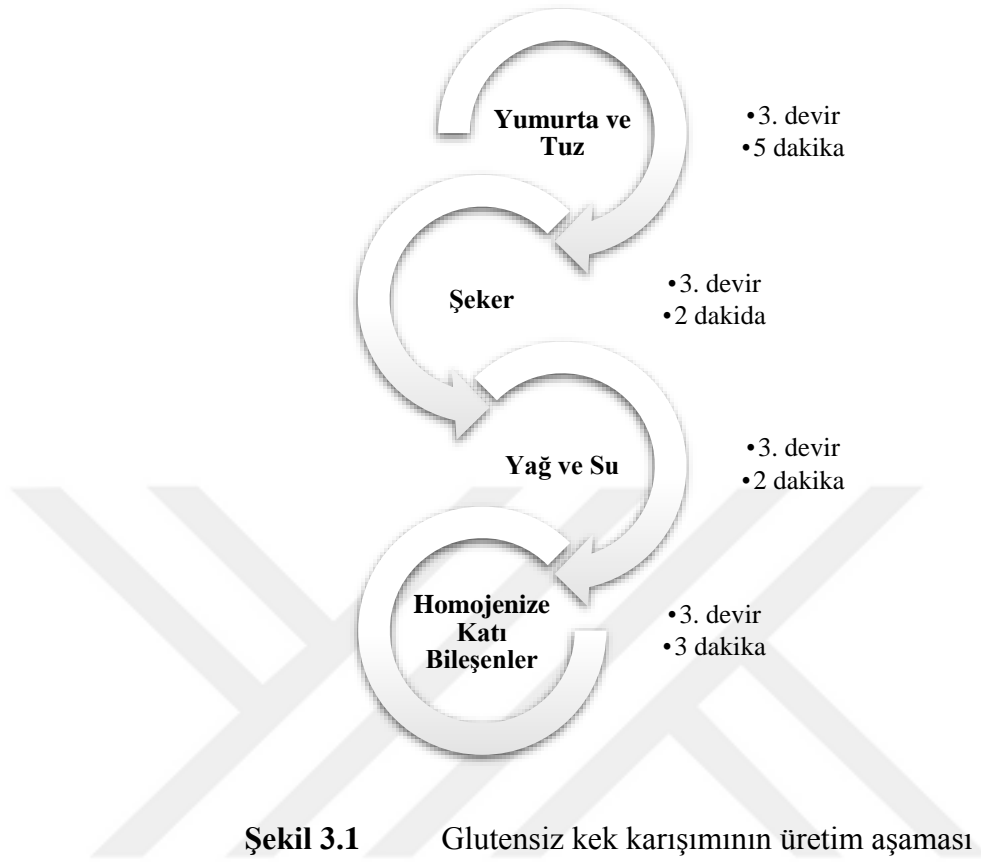 Yumurta ve
Tuz
•3. devir
•5 dakika
Şeker
•3. devir
•2 dakida
Yağ ve Su
•3. devir
•2 dakika
Homojenize
Katı
Bileşenler
•3. devir
•3 dakika
Şekil 3.1 Glutensiz kek karışımının üretim aşaması